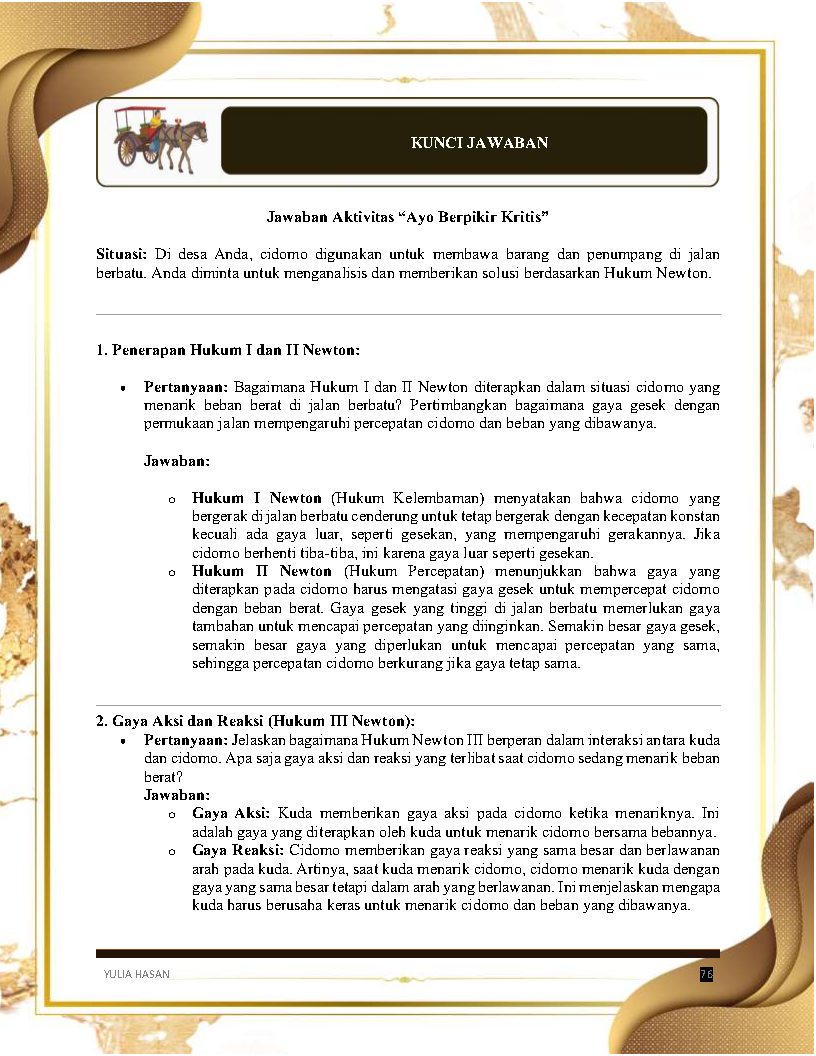 KUNCI JAWABAN
Jawaban Aktivitas “Ayo Berpikir Kritis”
Situasi: Di desa Anda, cidomo digunakan untuk membawa barang dan penumpang di jalan
berbatu. Anda diminta untuk menganalisis dan memberikan solusi berdasarkan Hukum Newton.
1. Penerapan Hukum I dan II Newton:
• Pertanyaan: Bagaimana Hukum I dan II Newton diterapkan dalam situasi cidomo yang
menarik beban berat di jalan berbatu? Pertimbangkan bagaimana gaya gesek dengan
permukaan jalan mempengaruhi percepatan cidomo dan beban yang dibawanya.
Jawaban:
o Hukum I Newton (Hukum Kelembaman) menyatakan bahwa cidomo yang
bergerak di jalan berbatu cenderung untuk tetap bergerak dengan kecepatan konstan
kecuali ada gaya luar, seperti gesekan, yang mempengaruhi gerakannya. Jika
cidomo berhenti tiba-tiba, ini karena gaya luar seperti gesekan.
o Hukum II Newton (Hukum Percepatan) menunjukkan bahwa gaya yang
diterapkan pada cidomo harus mengatasi gaya gesek untuk mempercepat cidomo
dengan beban berat. Gaya gesek yang tinggi di jalan berbatu memerlukan gaya
tambahan untuk mencapai percepatan yang diinginkan. Semakin besar gaya gesek,
semakin besar gaya yang diperlukan untuk mencapai percepatan yang sama,
sehingga percepatan cidomo berkurang jika gaya tetap sama.
2. Gaya Aksi dan Reaksi (Hukum III Newton):
• Pertanyaan: Jelaskan bagaimana Hukum Newton III berperan dalam interaksi antara kuda
dan cidomo. Apa saja gaya aksi dan reaksi yang terlibat saat cidomo sedang menarik beban
berat?
Jawaban:
o Gaya Aksi: Kuda memberikan gaya aksi pada cidomo ketika menariknya. Ini
adalah gaya yang diterapkan oleh kuda untuk menarik cidomo bersama bebannya.
o Gaya Reaksi: Cidomo memberikan gaya reaksi yang sama besar dan berlawanan
arah pada kuda. Artinya, saat kuda menarik cidomo, cidomo menarik kuda dengan
gaya yang sama besar tetapi dalam arah yang berlawanan. Ini menjelaskan mengapa
kuda harus berusaha keras untuk menarik cidomo dan beban yang dibawanya.
YULIA HASAN 76